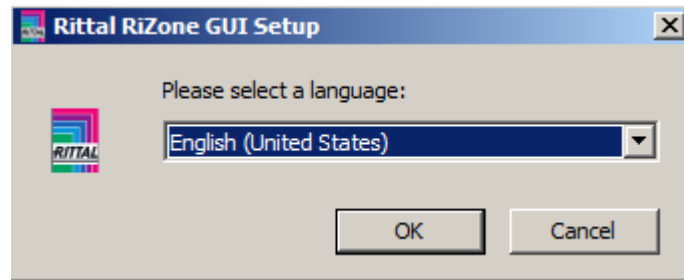 Rittal RiZone GUI Setup
Please select a language:
RITTAL
English (United States)
OK
Cancel